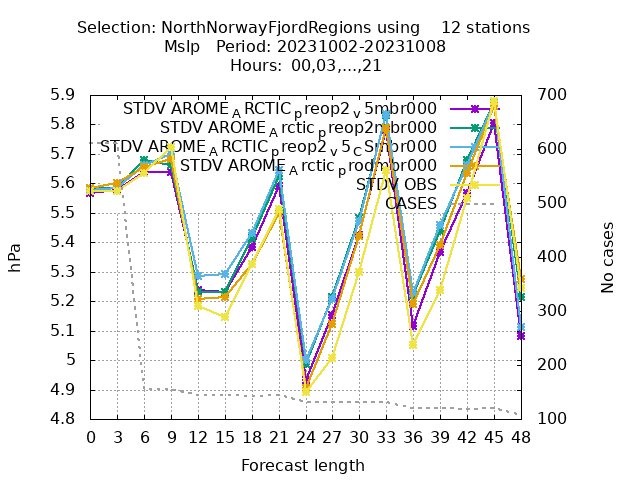 Selection: NorthNorwayFjordRegions using 12 stations
Mslp Period: 20231002-20231008
Hours: 00,03,...,21
STDV AROME_ARCTIC_preop2_v5mbr000
STDV AROME_Arctic_preop2mbr000
STDV AROME_Arctic_prodmbr000
STDV OBS
CASES
hPa
No cases
5.9
5.8
5.7
5.6
5.5
5.4
5.3
5.2
5.1
5
4.9
4.8
700
600
500
400
300
200
100
0 3 6 9 12 15 18 21 24 27 30 33 36 39 42 45 48
Forecast length